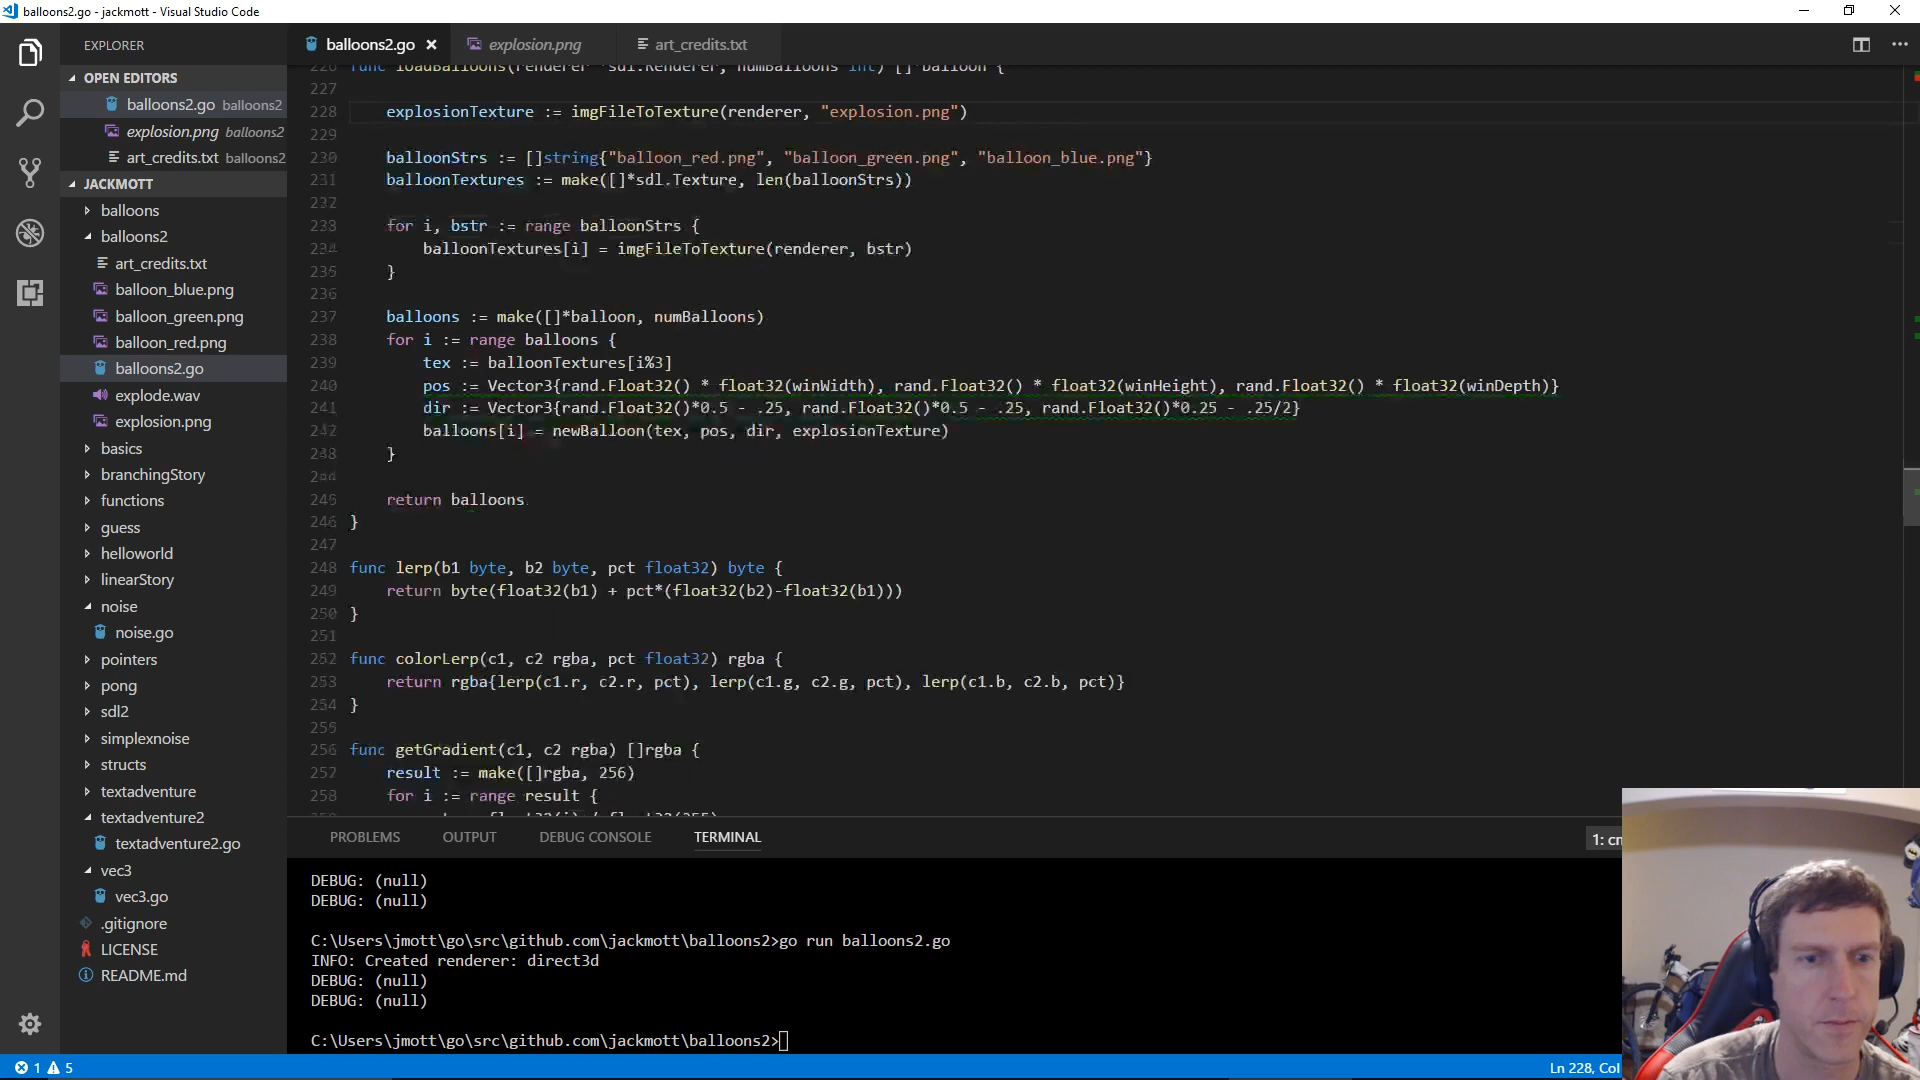 balloons2.go - jackmott - Visual Studio Code
EXPLORER
OPEN EDITORS
balloons2.go balloons2
explosion.png balloons2
art_credits.txt balloons2
JACKMOTT
balloons
balloons2
art_credits.txt
balloon_blue.png
balloon_green.png
balloon_red.png
balloons2.go
explode.wav
explosion.png
basics
branchingStory
functions
guess
helloworld
linearStory
noise
noise.go
pointers
pong
sdl2
simplexnoise
structs
textadventure
textadventure2
textadventure2.go
vec3
vec3.go
.gitignore
LICENSE
README.md
balloons2.go explosion.png art_credits.txt
226 func loadBalloons(renderer *sdl.Renderer, numBalloons int) []*balloon {
227
228 explosionTexture := imgFileToTexture(renderer, "explosion.png")
229
230 balloonStrs := []string{"balloon_red.png", "balloon_green.png", "balloon_blue.png"}
231 balloonTextures := make([]*sdl.Texture, len(balloonStrs))
232
233 for i, bstr := range balloonStrs {
234 balloonTextures[i] = imgFileToTexture(renderer, bstr)
235 }
236
237 balloons := make([]*balloon, numBalloons)
238 for i := range balloons {
239 tex := balloonTextures[i%3]
240 pos := Vector3{rand.Float32() * float32(winWidth), rand.Float32() * float32(winHeight), rand.Float32() * float32(winDepth)}
241 dir := Vector3{rand.Float32()*0.5 - .25, rand.Float32()*0.5 - .25, rand.Float32()*0.25 - .25/2}
242 balloons[i] = newBalloon(tex, pos, dir, explosionTexture)
243 }
244
245 return balloons
246 }
247
248 func lerp(b1 byte, b2 byte, pct float32) byte {
249 return byte(float32(b1) + pct*(float32(b2)-float32(b1)))
250 }
251
252 func colorLerp(c1, c2 rgba, pct float32) rgba {
253 return rgba{lerp(c1.r, c2.r, pct), lerp(c1.g, c2.g, pct), lerp(c1.b, c2.b, pct)}
254 }
255
256 func getGradient(c1, c2 rgba) []rgba {
257 result := make([]rgba, 256)
258 for i := range result {
PROBLEMS OUTPUT DEBUG CONSOLE TERMINAL
1: cm
DEBUG: (null)
DEBUG: (null)
C:\Users\jmott\go\src\github.com\jackmott\balloons2>go run balloons2.go
INFO: Created renderer: direct3d
DEBUG: (null)
DEBUG: (null)
C:\Users\jmott\go\src\github.com\jackmott\balloons2>
1 5
Ln 228, Col